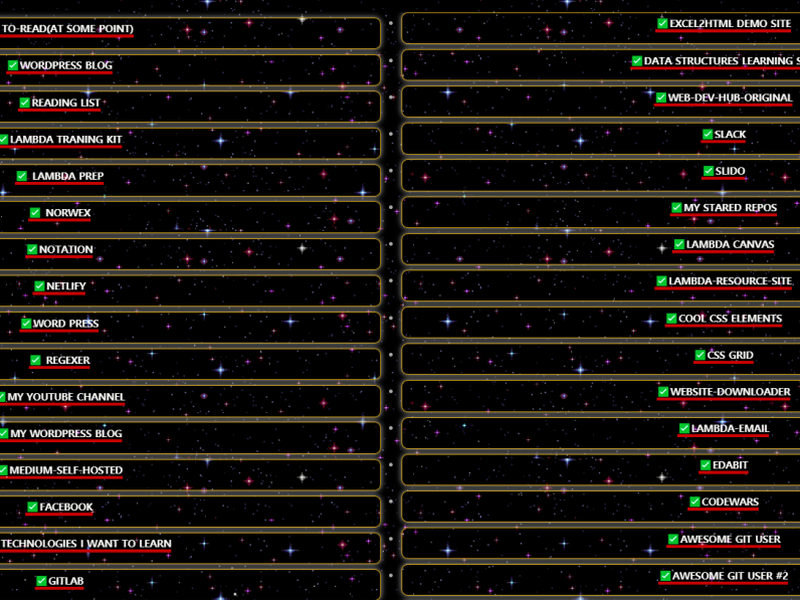 TO-READ(AT SOME POINT)
✅WORDPRESS BLOG
✅READING LIST
✅LAMBDA TRANING KIT
✅ LAMBDA PREP
✅ NORWEX
✅NOTATION
✅NETLIFY
✅WORD PRESS
✅ REGEXER
✅MY YOUTUBE CHANNEL
✅MY WORDPRESS BLOG
✅MEDIUM-SELF-HOSTED
✅FACEBOOK
TECHNOLOGIES I WANT TO LEARN
✅GITLAB
✅EXCEL2HTML DEMO SITE
✅DATA STRUCTURES LEARNING
✅WEB-DEV-HUB-ORIGINAL
✅SLACK
✅SLIDO
✅MY STARED REPOS
✅LAMBDA CANVAS
✅LAMBDA-RESOURCE-SITE
✅COOL CSS ELEMENTS
✅CSS GRID
✅WEBSITE-DOWNLOADER
✅LAMBDA-EMAIL
✅EDABIT
✅CODEWARS
✅AWESOME GIT USER
✅AWESOME GIT USER #2